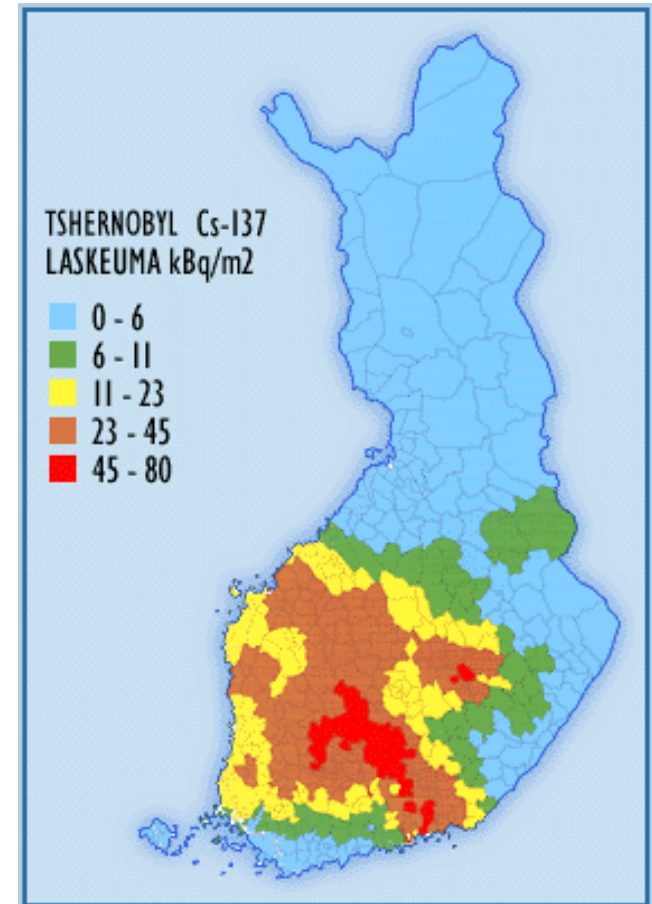 TSHERNOBYL Cs-137
LASKEUMA kBq/m2
0 - 6
6 - 11
11 - 23
23 - 45
45 - 80